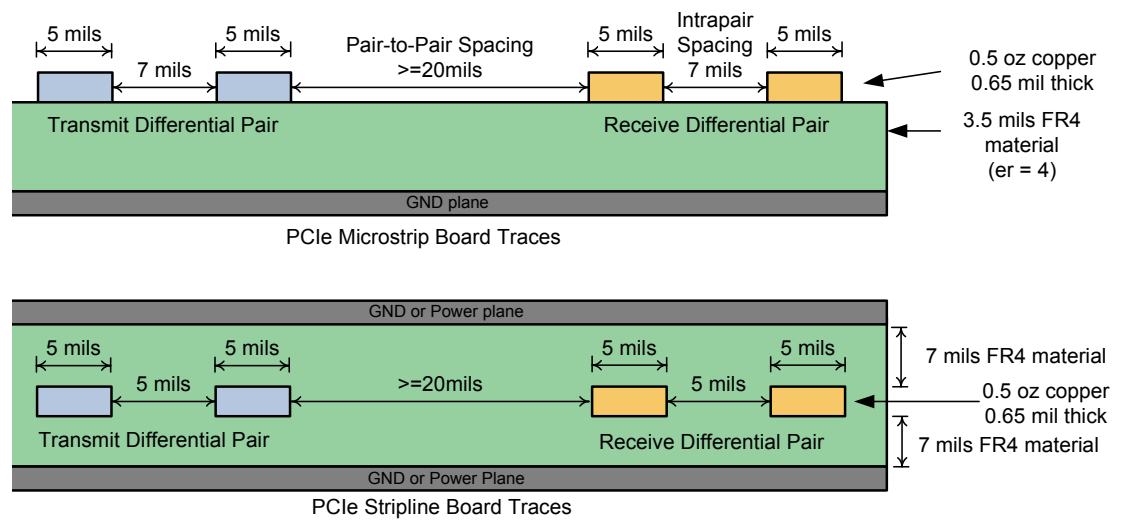 5 mils
5 mils
Pair-to-Pair Spacing
>=20mils
5 mils
Intrapair
Spacing
7 mils
5 mils
7 mils
0.5 oz copper
0.65 mil thick
Transmit Differential Pair
Receive Differential Pair
3.5 mils FR4
material
(er = 4)
GND plane
PCIe Microstrip Board Traces
GND or Power plane
5 mils
5 mils
5 mils
5 mils
7 mils FR4 material
5 mils
>=20mils
5 mils
0.5 oz copper
0.65 mil thick
Transmit Differential Pair
Receive Differential Pair
7 mils FR4 material
GND or Power Plane
PCIe Stripline Board Traces